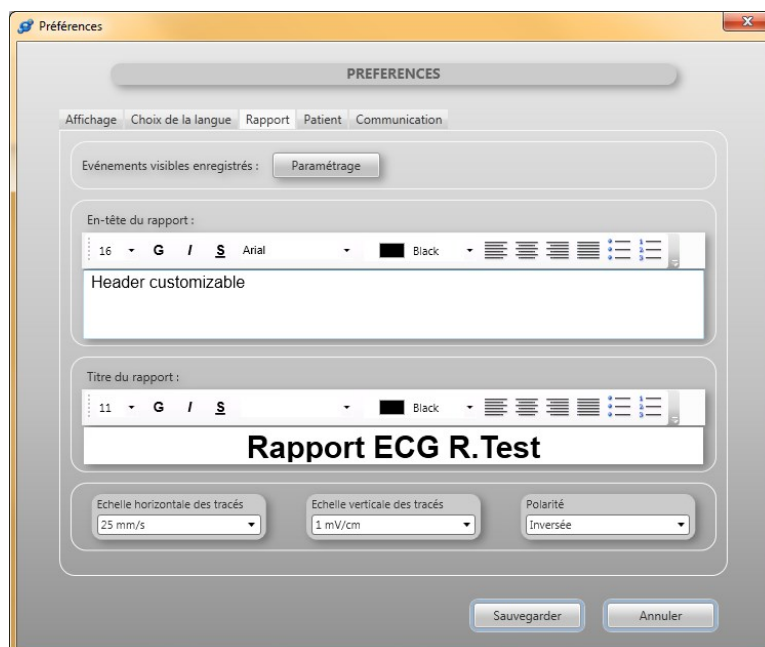 Préférences
PREFERENCES
Affichage Choix de la langue Rapport Patient Communication
Evénements visibles enregistrés : Paramétrage
En-tête du rapport :
16 G I S Arial Black
Header customizable
Titre du rapport :
11 G I S Black
Rapport ECG R.Test
Echelle horizontale des tracés Echelle verticale des tracés Polarité
25 mm/s 1 mV/cm Inversée
Sauvegarder Annuler